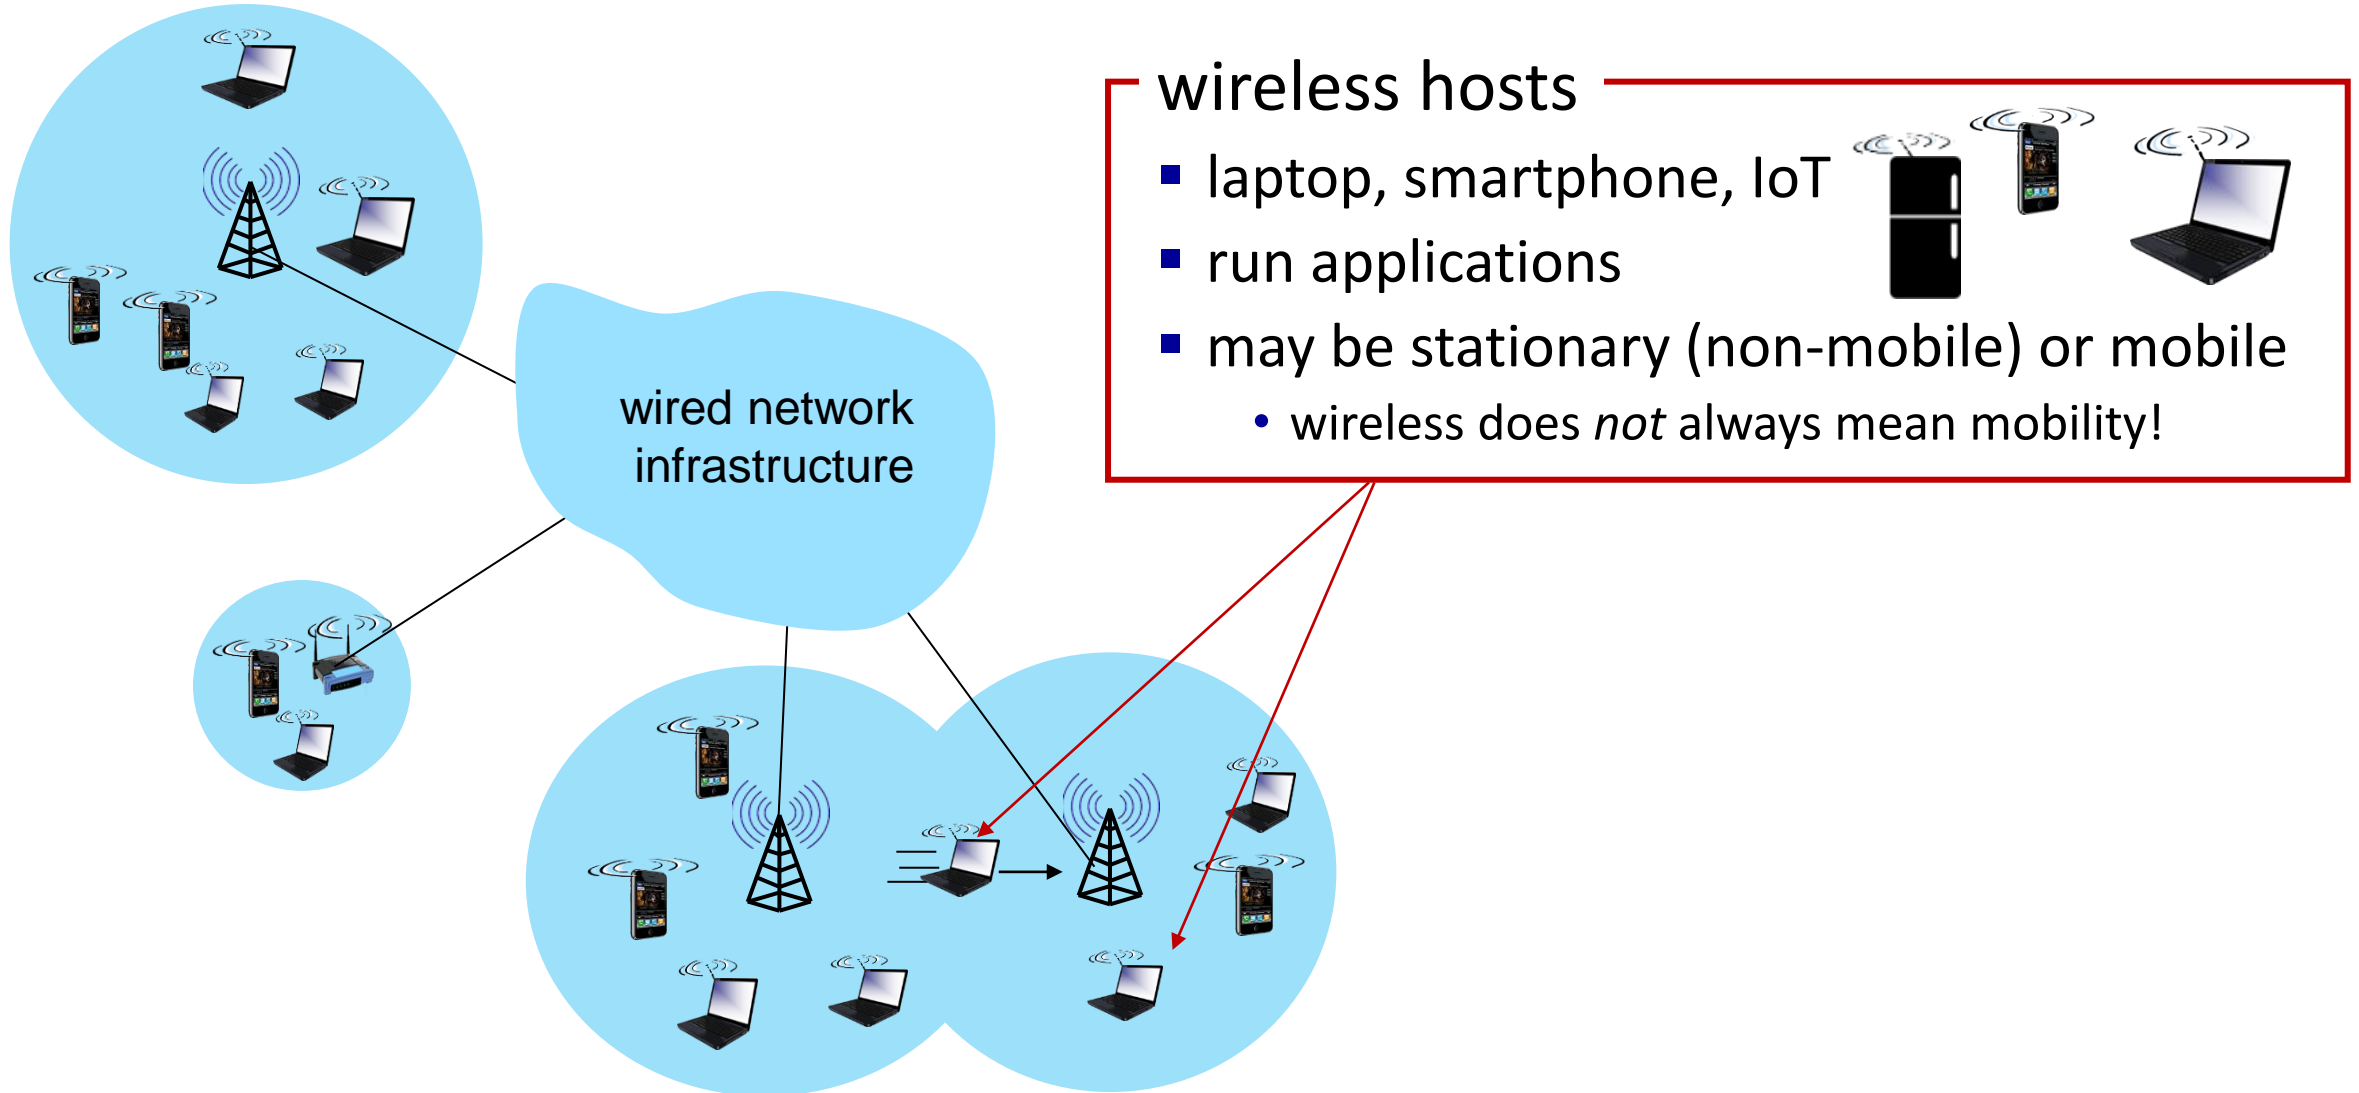 wireless hosts
laptop, smartphone, IoT
run applications
may be stationary (non-mobile) or mobile
wireless does not always mean mobility!
wired network
infrastructure